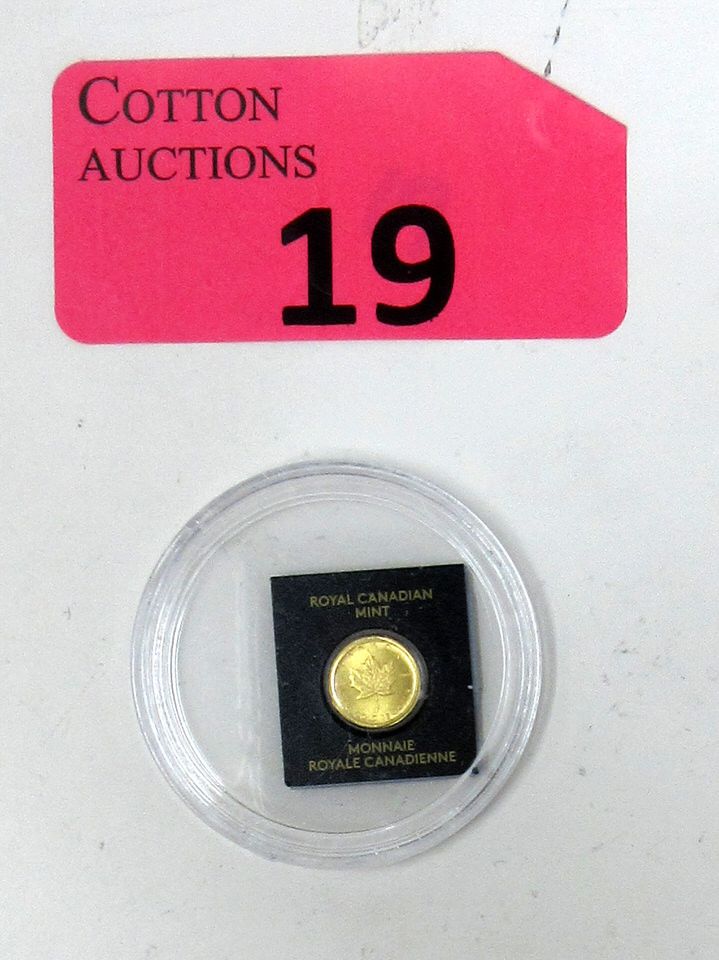 COTTON
AUCTIONS
19
ROYAL CANADIAN
MINT
MONNAIE
ROYALE CANADIENNE